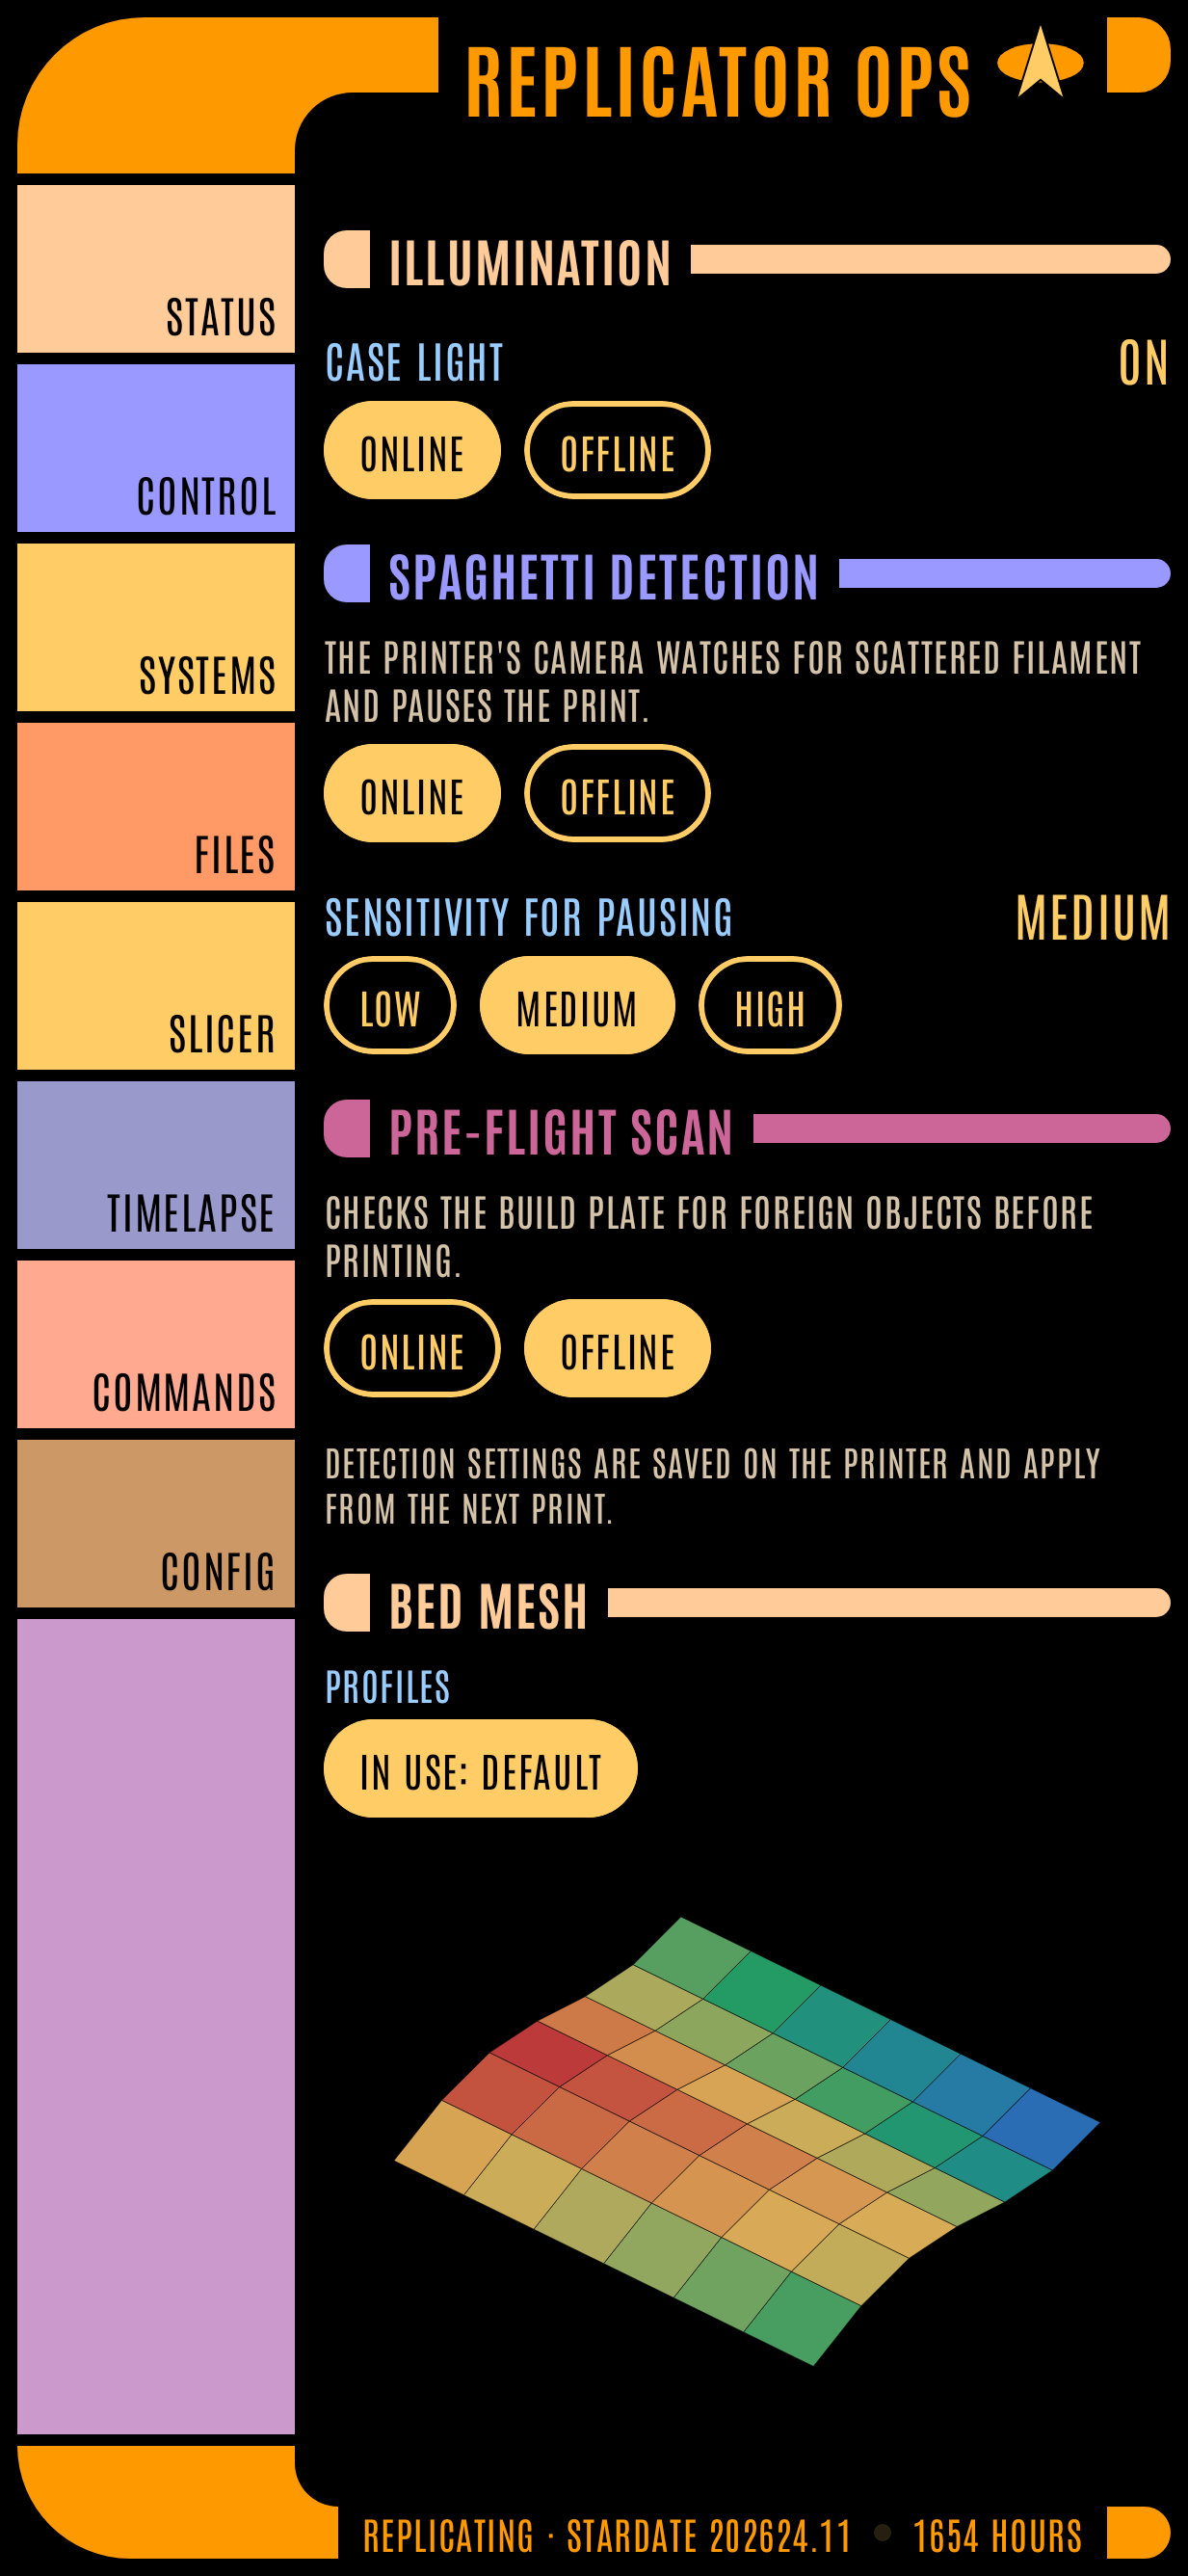 REPLICATOR OPS
STATUS
CONTROL
SYSTEMS
FILES
SLICER
TIMELAPSE
COMMANDS
CONFIG
ILLUMINATION
CASE LIGHT ON
ONLINE OFFLINE
SPAGHETTI DETECTION
THE PRINTER'S CAMERA WATCHES FOR SCATTERED FILAMENT
AND PAUSES THE PRINT.
ONLINE OFFLINE
SENSITIVITY FOR PAUSING MEDIUM
LOW MEDIUM HIGH
PRE-FLIGHT SCAN
CHECKS THE BUILD PLATE FOR FOREIGN OBJECTS BEFORE
PRINTING.
ONLINE OFFLINE
DETECTION SETTINGS ARE SAVED ON THE PRINTER AND APPLY
FROM THE NEXT PRINT.
BED MESH
PROFILES
IN USE: DEFAULT
REPLICATING · STARDATE 202624.11 1654 HOURS